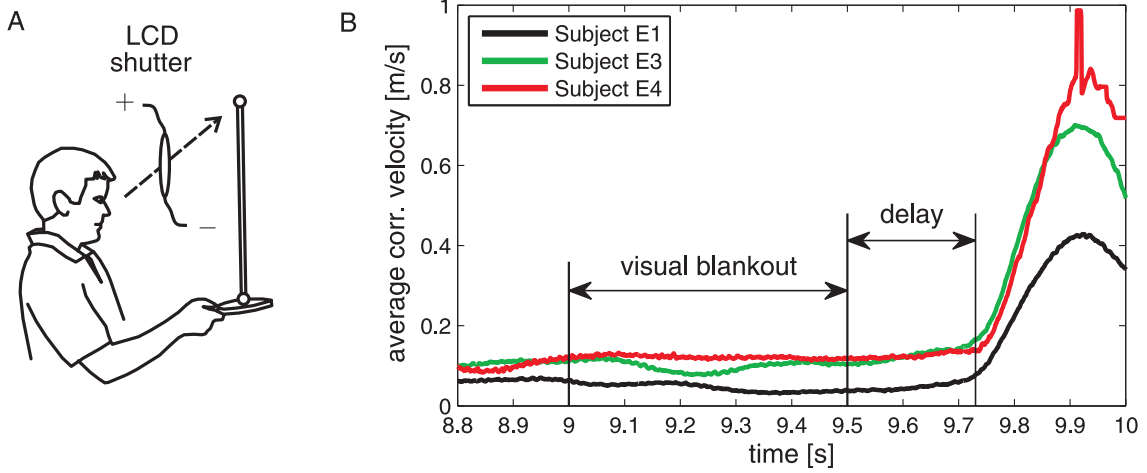 A
LCD
shutter
+
−
B
average corr. velocity [m/s]
1
0.8
0.6
0.4
0.2
0
Subject E1
Subject E3
Subject E4
visual blankout
delay
8.8 8.9 9 9.1 9.2 9.3 9.4 9.5 9.6 9.7 9.8 9.9 10
time [s]